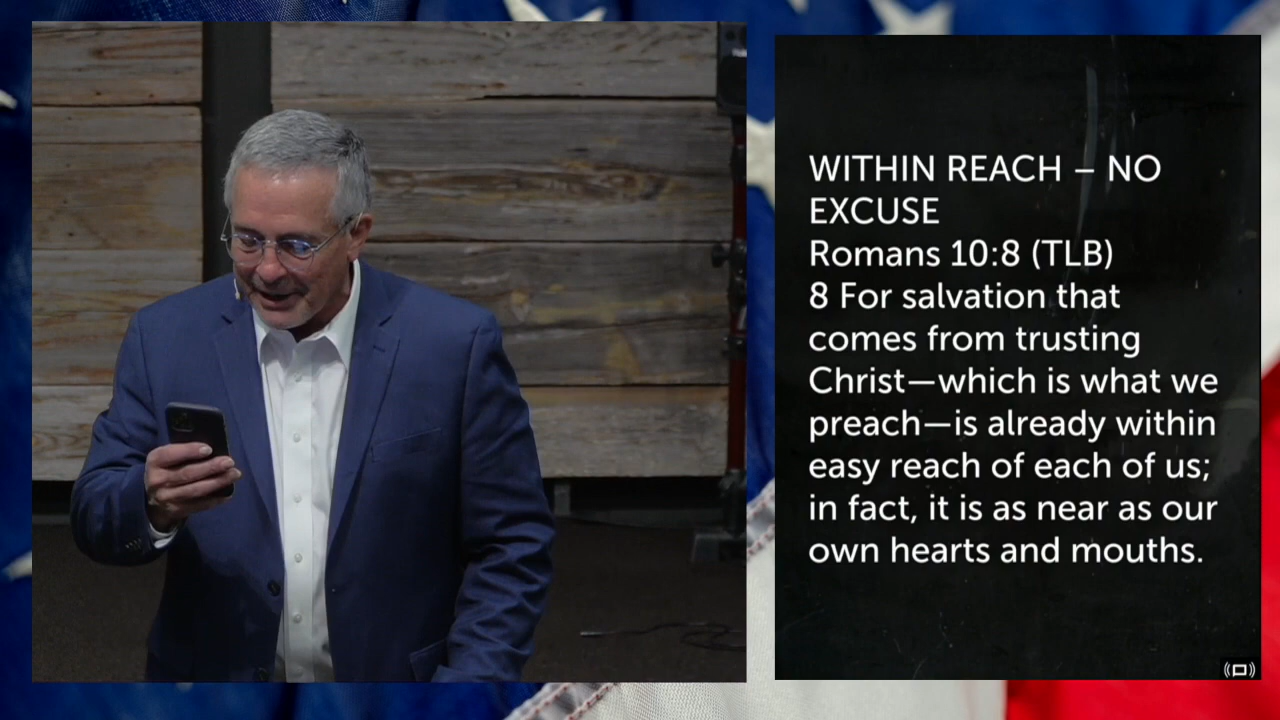 WITHIN REACH – NO
EXCUSE
Romans 10:8 (TLB)
8 For salvation that
comes from trusting
Christ—which is what we
preach—is already within
easy reach of each of us;
in fact, it is as near as our
own hearts and mouths.